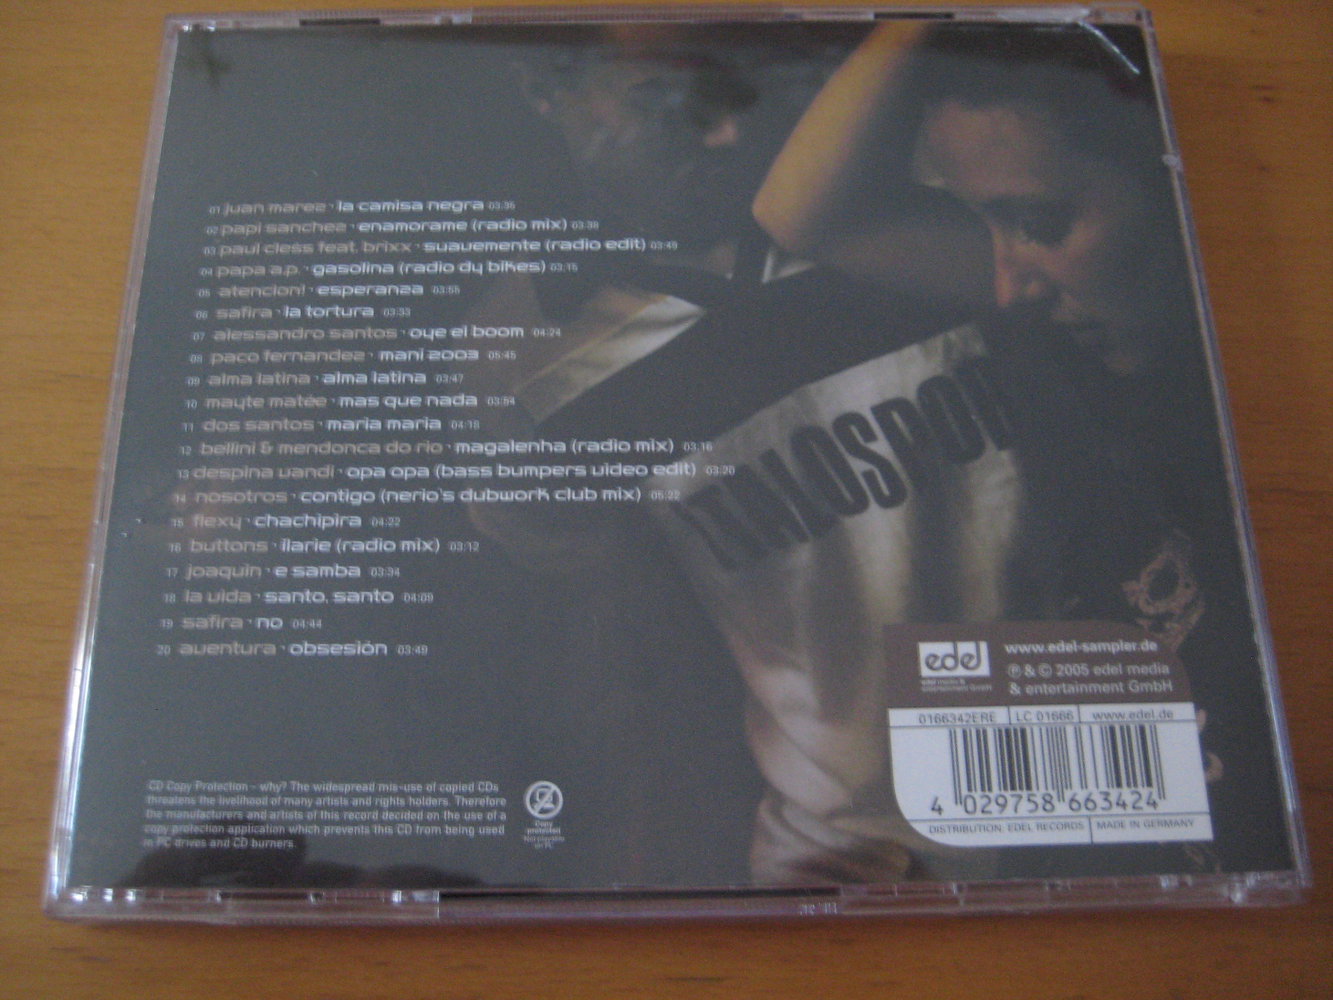 01 juan marez · la camisa negra 03:35
02 papi sanchez · enamorame (radio mix) 03:38
03 paul cless feat. brixx · suavemente (radio edit) 03:49
04 papa a.p. · gasolina (radio dy bikes) 03:15
05 atencion! · esperanza 03:55
06 safira · la tortura 03:33
07 alessandro santos · oye el boom 04:24
08 paco fernandez · mani 2003 05:45
09 alma latina · alma latina 03:47
10 mayte matée · mas que nada 03:54
11 dos santos · maria maria 04:18
12 bellini & mendonca do rio · magalenha (radio mix) 03:16
13 despina vandi · opa opa (bass bumpers video edit) 03:20
14 nosotros · contigo (nerio's dubwork club mix) 05:22
15 flexy · chachipira 04:22
16 buttons · ilarie (radio mix) 03:12
17 joaquin · e samba 03:34
18 la vida · santo, santo 04:09
19 safira · no 04:44
20 aventura · obsesión 03:49
TALOSPOT
CD Copy Protection - why? The widespread mis-use of copied CDs
threatens the livelihood of many artists and rights holders. Therefore
the manufacturers and artists of this record decided on the use of a
copy protection application which prevents this CD from being used
in PC drives and CD burners.
Copy
protected
edel
edel media &
entertainment GmbH
www.edel-sampler.de
℗ & © 2005 edel media
& entertainment GmbH
0166342ERE LC 01666 www.edel.de
4 029758 663424
DISTRIBUTION: EDEL RECORDS MADE IN GERMANY